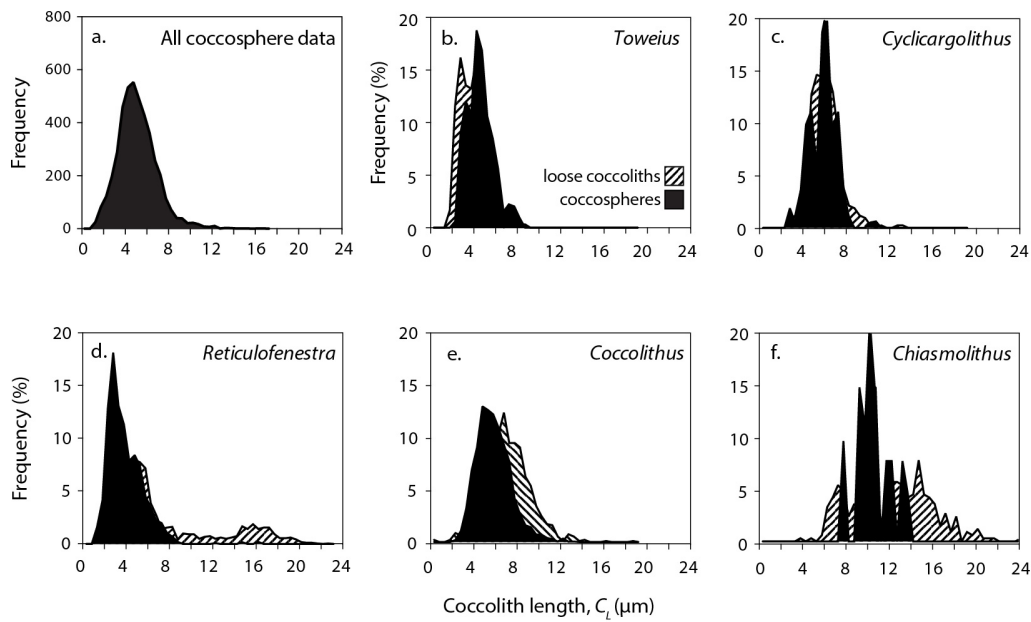 a. All coccosphere data
Frequency
800
600
400
200
0
0 4 8 12 16 20 24
b. Toweius
Frequency (%)
20
15
10
5
0
loose coccoliths
coccospheres
0 4 8 12 16 20 24
c. Cyclicargolithus
20
15
10
5
0
0 4 8 12 16 20 24
d. Reticulofenestra
Frequency (%)
20
15
10
5
0
0 4 8 12 16 20 24
e. Coccolithus
20
15
10
5
0
0 4 8 12 16 20 24
f. Chiasmolithus
20
15
10
5
0
0 4 8 12 16 20 24
Coccolith length, C_L (μm)